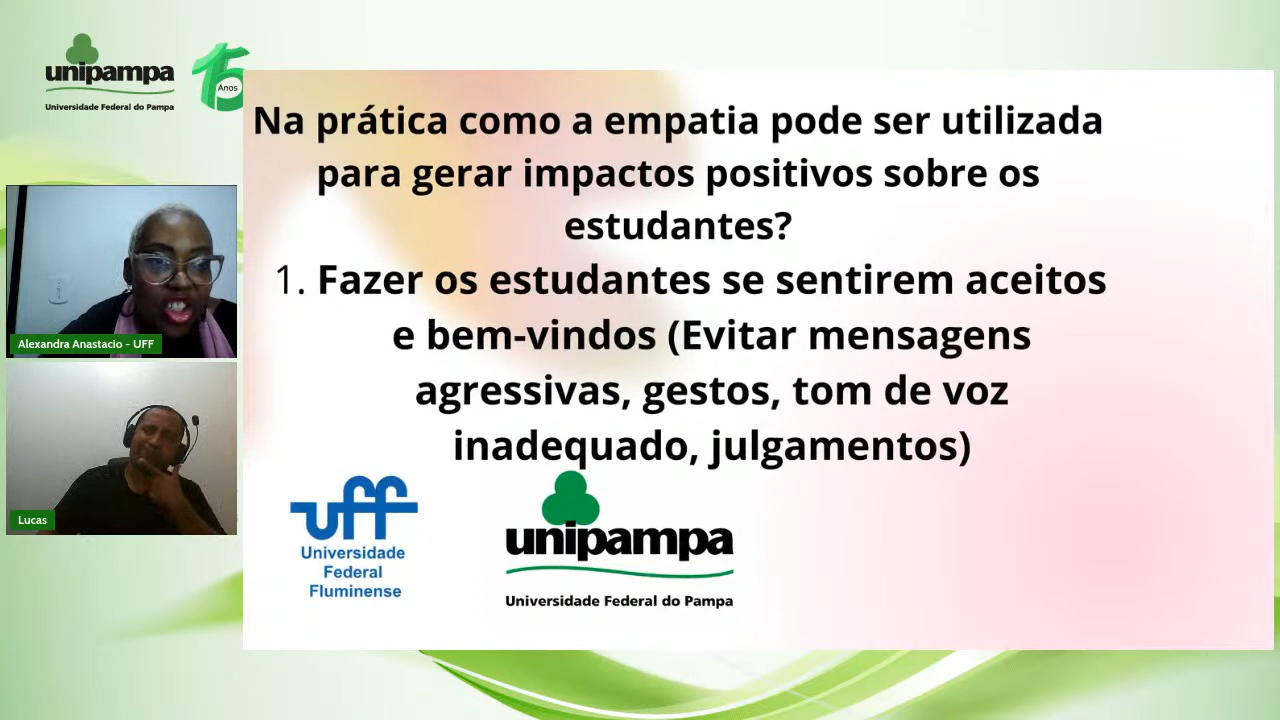 unipampa
Universidade Federal do Pampa
15
Anos
Na prática como a empatia pode ser utilizada
para gerar impactos positivos sobre os
estudantes?
1. Fazer os estudantes se sentirem aceitos
e bem-vindos (Evitar mensagens
agressivas, gestos, tom de voz
inadequado, julgamentos)
Alexandra Anastacio - UFF
Lucas
uff
Universidade
Federal
Fluminense
unipampa
Universidade Federal do Pampa